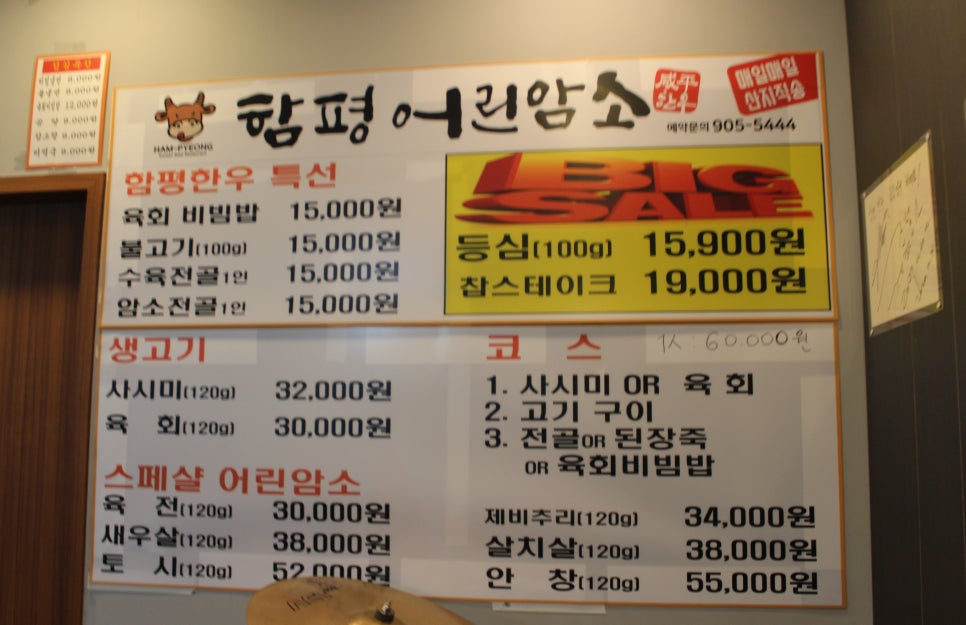 함평 어린암소
咸平
한우
매일매일
산지직송
예약문의 905-5444
HAM-PYEONG
함평한우 특선
육회 비빔밥 15,000원
불고기(100g) 15,000원
수육전골1인 15,000원
암소전골1인 15,000원
BIG
SALE
등심(100g) 15,900원
찹스테이크 19,000원
생고기
사시미(120g) 32,000원
육 회(120g) 30,000원
스페샬 어린암소
육 전(120g) 30,000원
새우살(120g) 38,000원
토 시(120g) 52,000원
코 스 1人 : 60.000원
1. 사시미 OR 육 회
2. 고기 구이
3. 전골OR 된장죽
OR 육회비빔밥
제비추리(120g) 34,000원
살치살(120g) 38,000원
안 창(120g) 55,000원